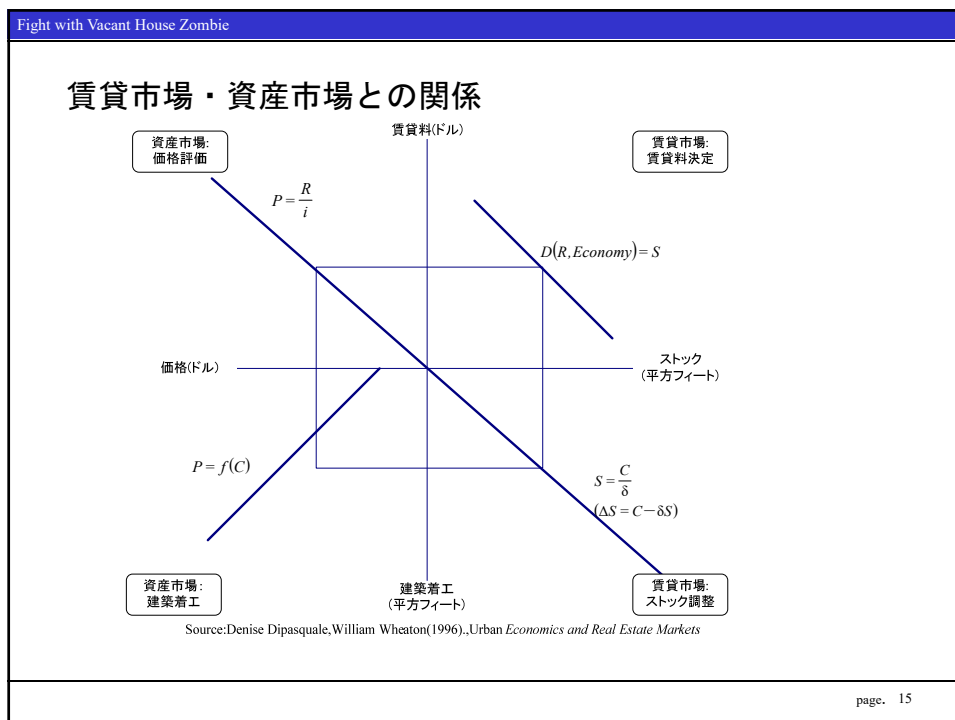 Fight with Vacant House Zombie
賃貸市場・資産市場との関係
賃貸料(ドル)
資産市場:
価格評価
賃貸市場:
賃貸料決定
P = R/i
D(R,Economy) = S
価格(ドル)
ストック
(平方フィート)
P = f(C)
S = C/δ
(ΔS = C－δS)
資産市場:
建築着工
建築着工
(平方フィート)
賃貸市場:
ストック調整
Source:Denise Dipasquale,William Wheaton(1996).,Urban Economics and Real Estate Markets
page. 15